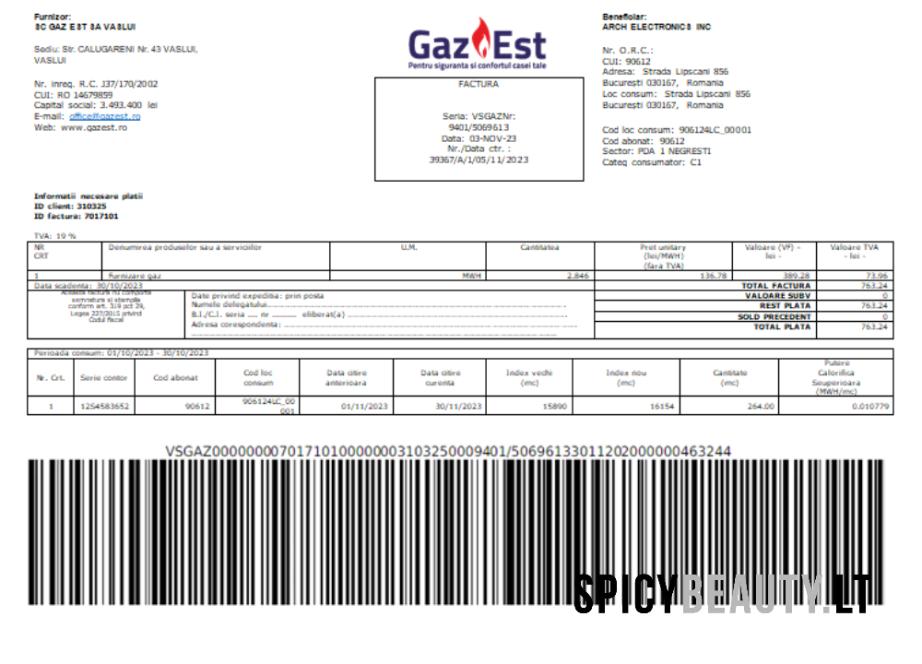 Furnizor:
SC GAZ EST SA VASLUI
Sediu: Str. CALUGARENI Nr. 43 VASLUI,
VASLUI
Nr. inreg. R.C. J37/170/2002
CUI: RO 14679859
Capital social: 3.493.400 lei
E-mail: office@gazest.ro
Web: www.gazest.ro
Gaz Est
Pentru siguranta si confortul casei tale
FACTURA
Seria: VSGAZNr:
9401/5069613
Data: 03-NOV-23
Nr./Data ctr. :
39367/A/1/05/11/2023
Beneficiar:
ARCH ELECTRONICS INC
Nr. O.R.C.:
CUI: 90612
Adresa: Strada Lipscani 856
București 030167, Romania
Loc consum: Strada Lipscani 856
București 030167, Romania
Cod loc consum: 906124LC_00001
Cod abonat: 90612
Sector: PDA 1 NEGRESTI
Categ consumator: C1
Informatii necesare platii
ID client: 310325
ID factura: 7017101
TVA: 19 %
NR CRT Denumirea produselor sau a serviciilor U.M. Cantitatea Pret unitary (lei/MWH) (fara TVA) Valoare (VF) - lei - Valoare TVA - lei -
1 Furnizare gaz MWH 2.846 136.78 389.28 73.96
Data scadenta: 30/10/2023 TOTAL FACTURA 763.24
VALOARE SUBV 0
REST PLATA 763.24
SOLD PRECEDENT 0
TOTAL PLATA 763.24
semnatura si stampila
conform art. 319 pct 29,
Legea 227/2015 privind
Codul fiscal
Date privind expeditia: prin posta
Numele delegatului
B.I./C.I. seria .... nr ......... eliberat(a)
Adresa corespondenta:
Perioada consum: 01/10/2023 - 30/10/2023
Nr. Crt. Serie contor Cod abonat Cod loc consum Data citire anterioara Data citire curenta Index vechi (mc) Index nou (mc) Cantitate (mc) Putere Calorifica Seuperioara (MWH/mc)
1 12S4583652 90612 906124LC_00001 01/11/2023 30/11/2023 15890 16154 264.00 0.010779
VSGAZ00000000701710100000003103250009401/50696133011202000000463244
SPICYBEAUTY.LT